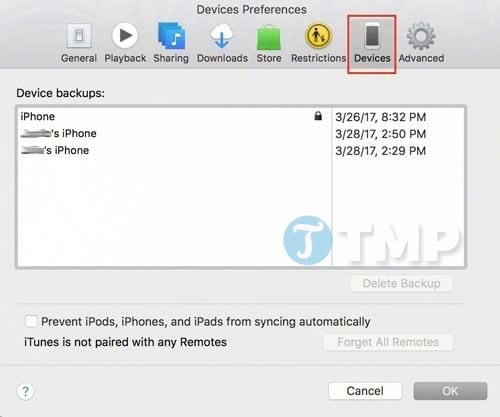 Devices Preferences
General Playback Sharing Downloads Store Restrictions Devices Advanced
Device backups:
iPhone 3/26/17, 8:32 PM
's iPhone 3/28/17, 2:50 PM
's iPhone 3/28/17, 2:29 PM
T TMP
Delete Backup
Prevent iPods, iPhones, and iPads from syncing automatically
iTunes is not paired with any Remotes Forget All Remotes
? Cancel OK